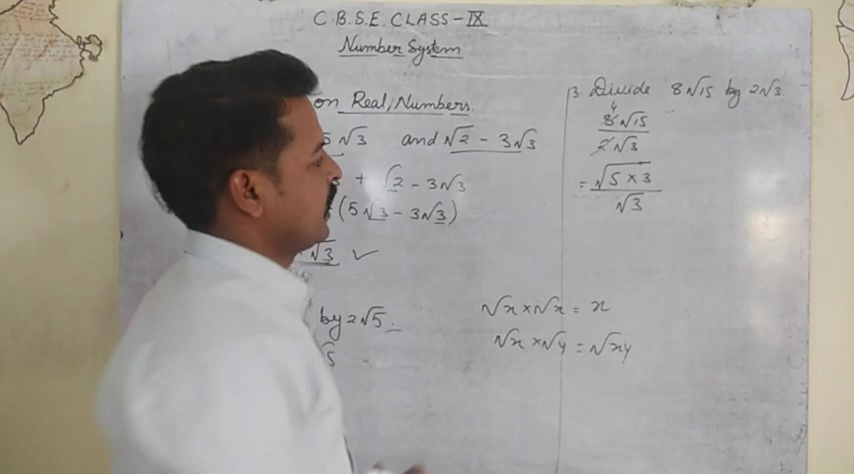 C.B.S.E. CLASS - IX
Number System
on Real Numbers.
5√3 and √2 - 3√3
+ √2 - 3√3
(5√3 - 3√3)
√3 ✓
by 2√5.
√5
√x × √x = x
√x × √y = √xy
3. Divide 8√15 by 2√3.
4
8√15
2√3
= √5 × 3
√3